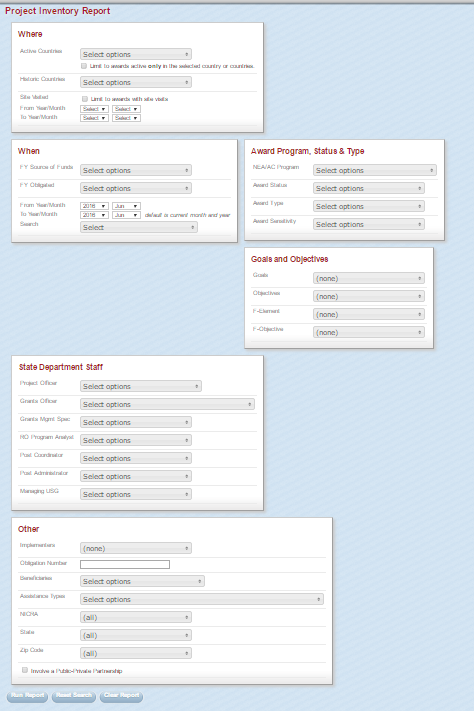 Project Inventory Report
Where
Active Countries Select options
Limit to awards active only in the selected country or countries.
Historic Countries Select options
Site Visited Limit to awards with site visits
From Year/Month Select Select
To Year/Month Select Select
When
FY Source of Funds Select options
FY Obligated Select options
From Year/Month 2016 Jun
To Year/Month 2016 Jun default is current month and year
Search Select
Award Program, Status & Type
NEA/AC Program Select options
Award Status Select options
Award Type Select options
Award Sensitivity Select options
Goals and Objectives
Goals (none)
Objectives (none)
F-Element (none)
F-Objective (none)
State Department Staff
Project Officer Select options
Grants Officer Select options
Grants Mgmt Spec Select options
RO Program Analyst Select options
Post Coordinator Select options
Post Administrator Select options
Managing USG Select options
Other
Implementers (none)
Obligation Number
Beneficiaries Select options
Assistance Types Select options
NICRA (all)
State (all)
Zip Code (all)
Involve a Public-Private Partnership
Run Report Reset Search Clear Report